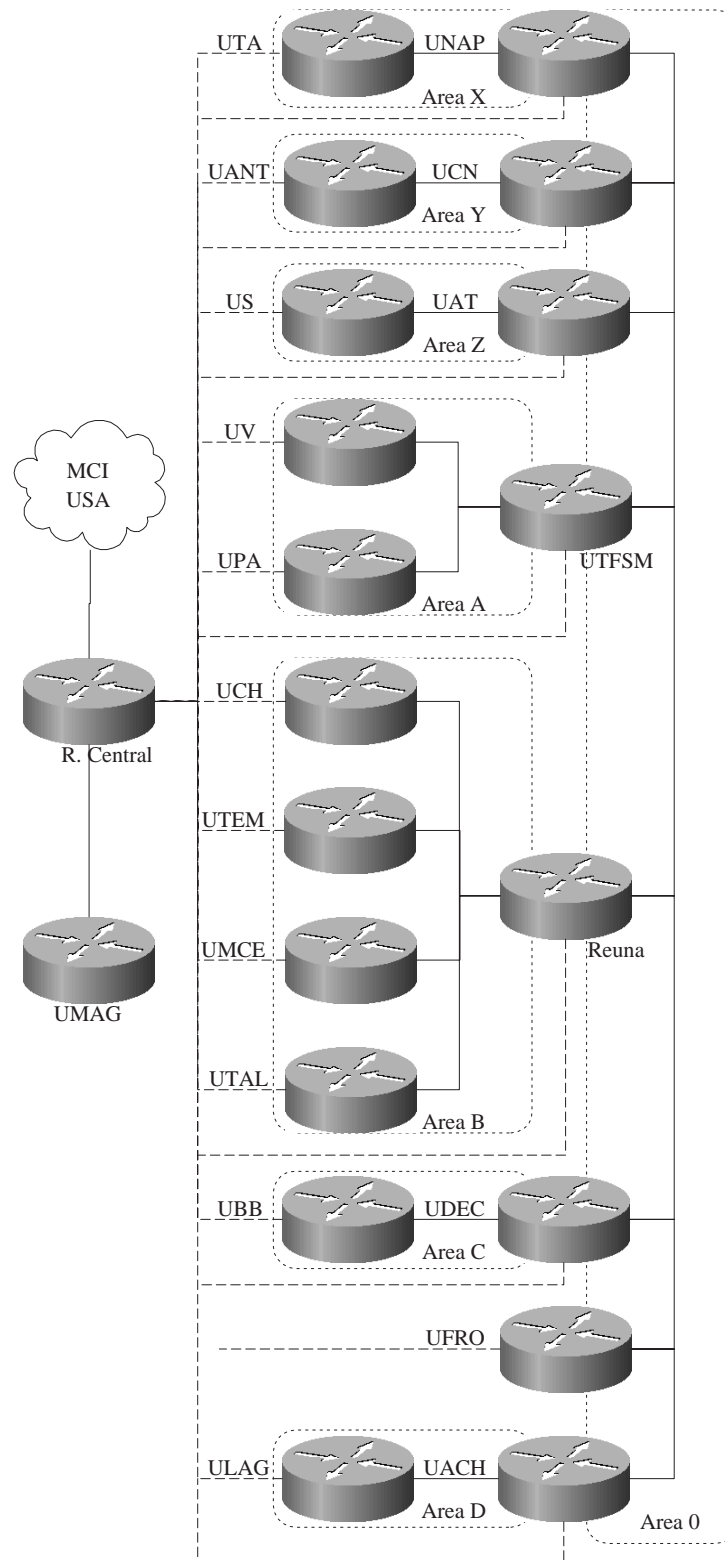 UTA
UNAP
Area X
UANT
UCN
Area Y
US
UAT
Area Z
UV
MCI
USA
UPA
UTFSM
Area A
UCH
R. Central
UTEM
UMCE
Reuna
UMAG
UTAL
Area B
UBB
UDEC
Area C
UFRO
ULAG
UACH
Area D
Area 0